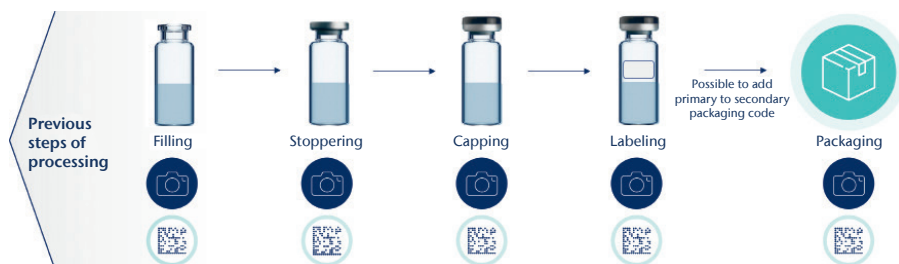 Previous
steps of
processing
Filling
Stoppering
Capping
Labeling
Possible to add
primary to secondary
packaging code
Packaging